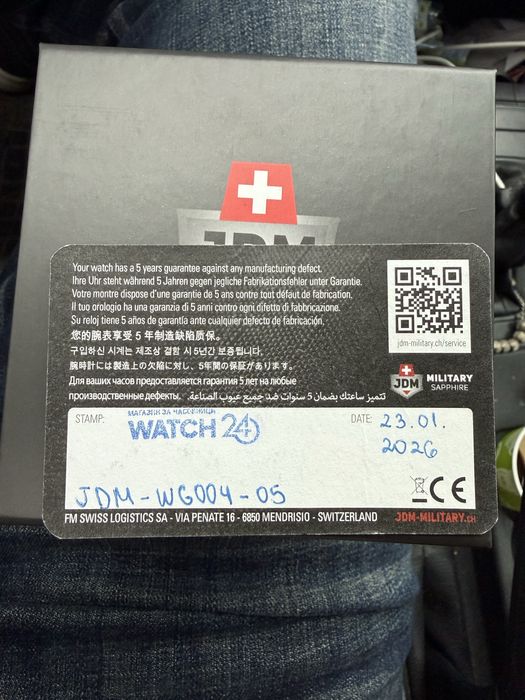 JDM
Your watch has a 5 years guarantee against any manufacturing defect.
Ihr Uhr steht während 5 Jahren gegen jegliche Fabrikationsfehler unter Garantie.
Votre montre dispose d'une garantie de 5 ans contre tout défaut de fabrication.
Il tuo orologio ha una garanzia di 5 anni contro ogni difetto di fabbricazione.
Su reloj tiene 5 años de garantía ante cualquier defecto de fabricación.
您的腕表享受 5 年制造缺陷质保。
구입하신 시계는 제조상 결함 시 5년간 보증됩니다.
腕時計には製造上の欠陥に対し、5年間の保証があります。
Для ваших часов предоставляется гарантия 5 лет на любые
производственные дефекты.
تتميز ساعتك بضمان 5 سنوات ضد جميع عيوب الصناعة.
jdm-military.ch/service
JDM MILITARY
SAPPHIRE
STAMP:
МАГАЗИН ЗА ЧАСОВНИЦИ
WATCH 24
DATE: 23.01.
2026
JDM-WG004-05
CE
FM SWISS LOGISTICS SA - VIA PENATE 16 - 6850 MENDRISIO - SWITZERLAND
JDM-MILITARY.CH